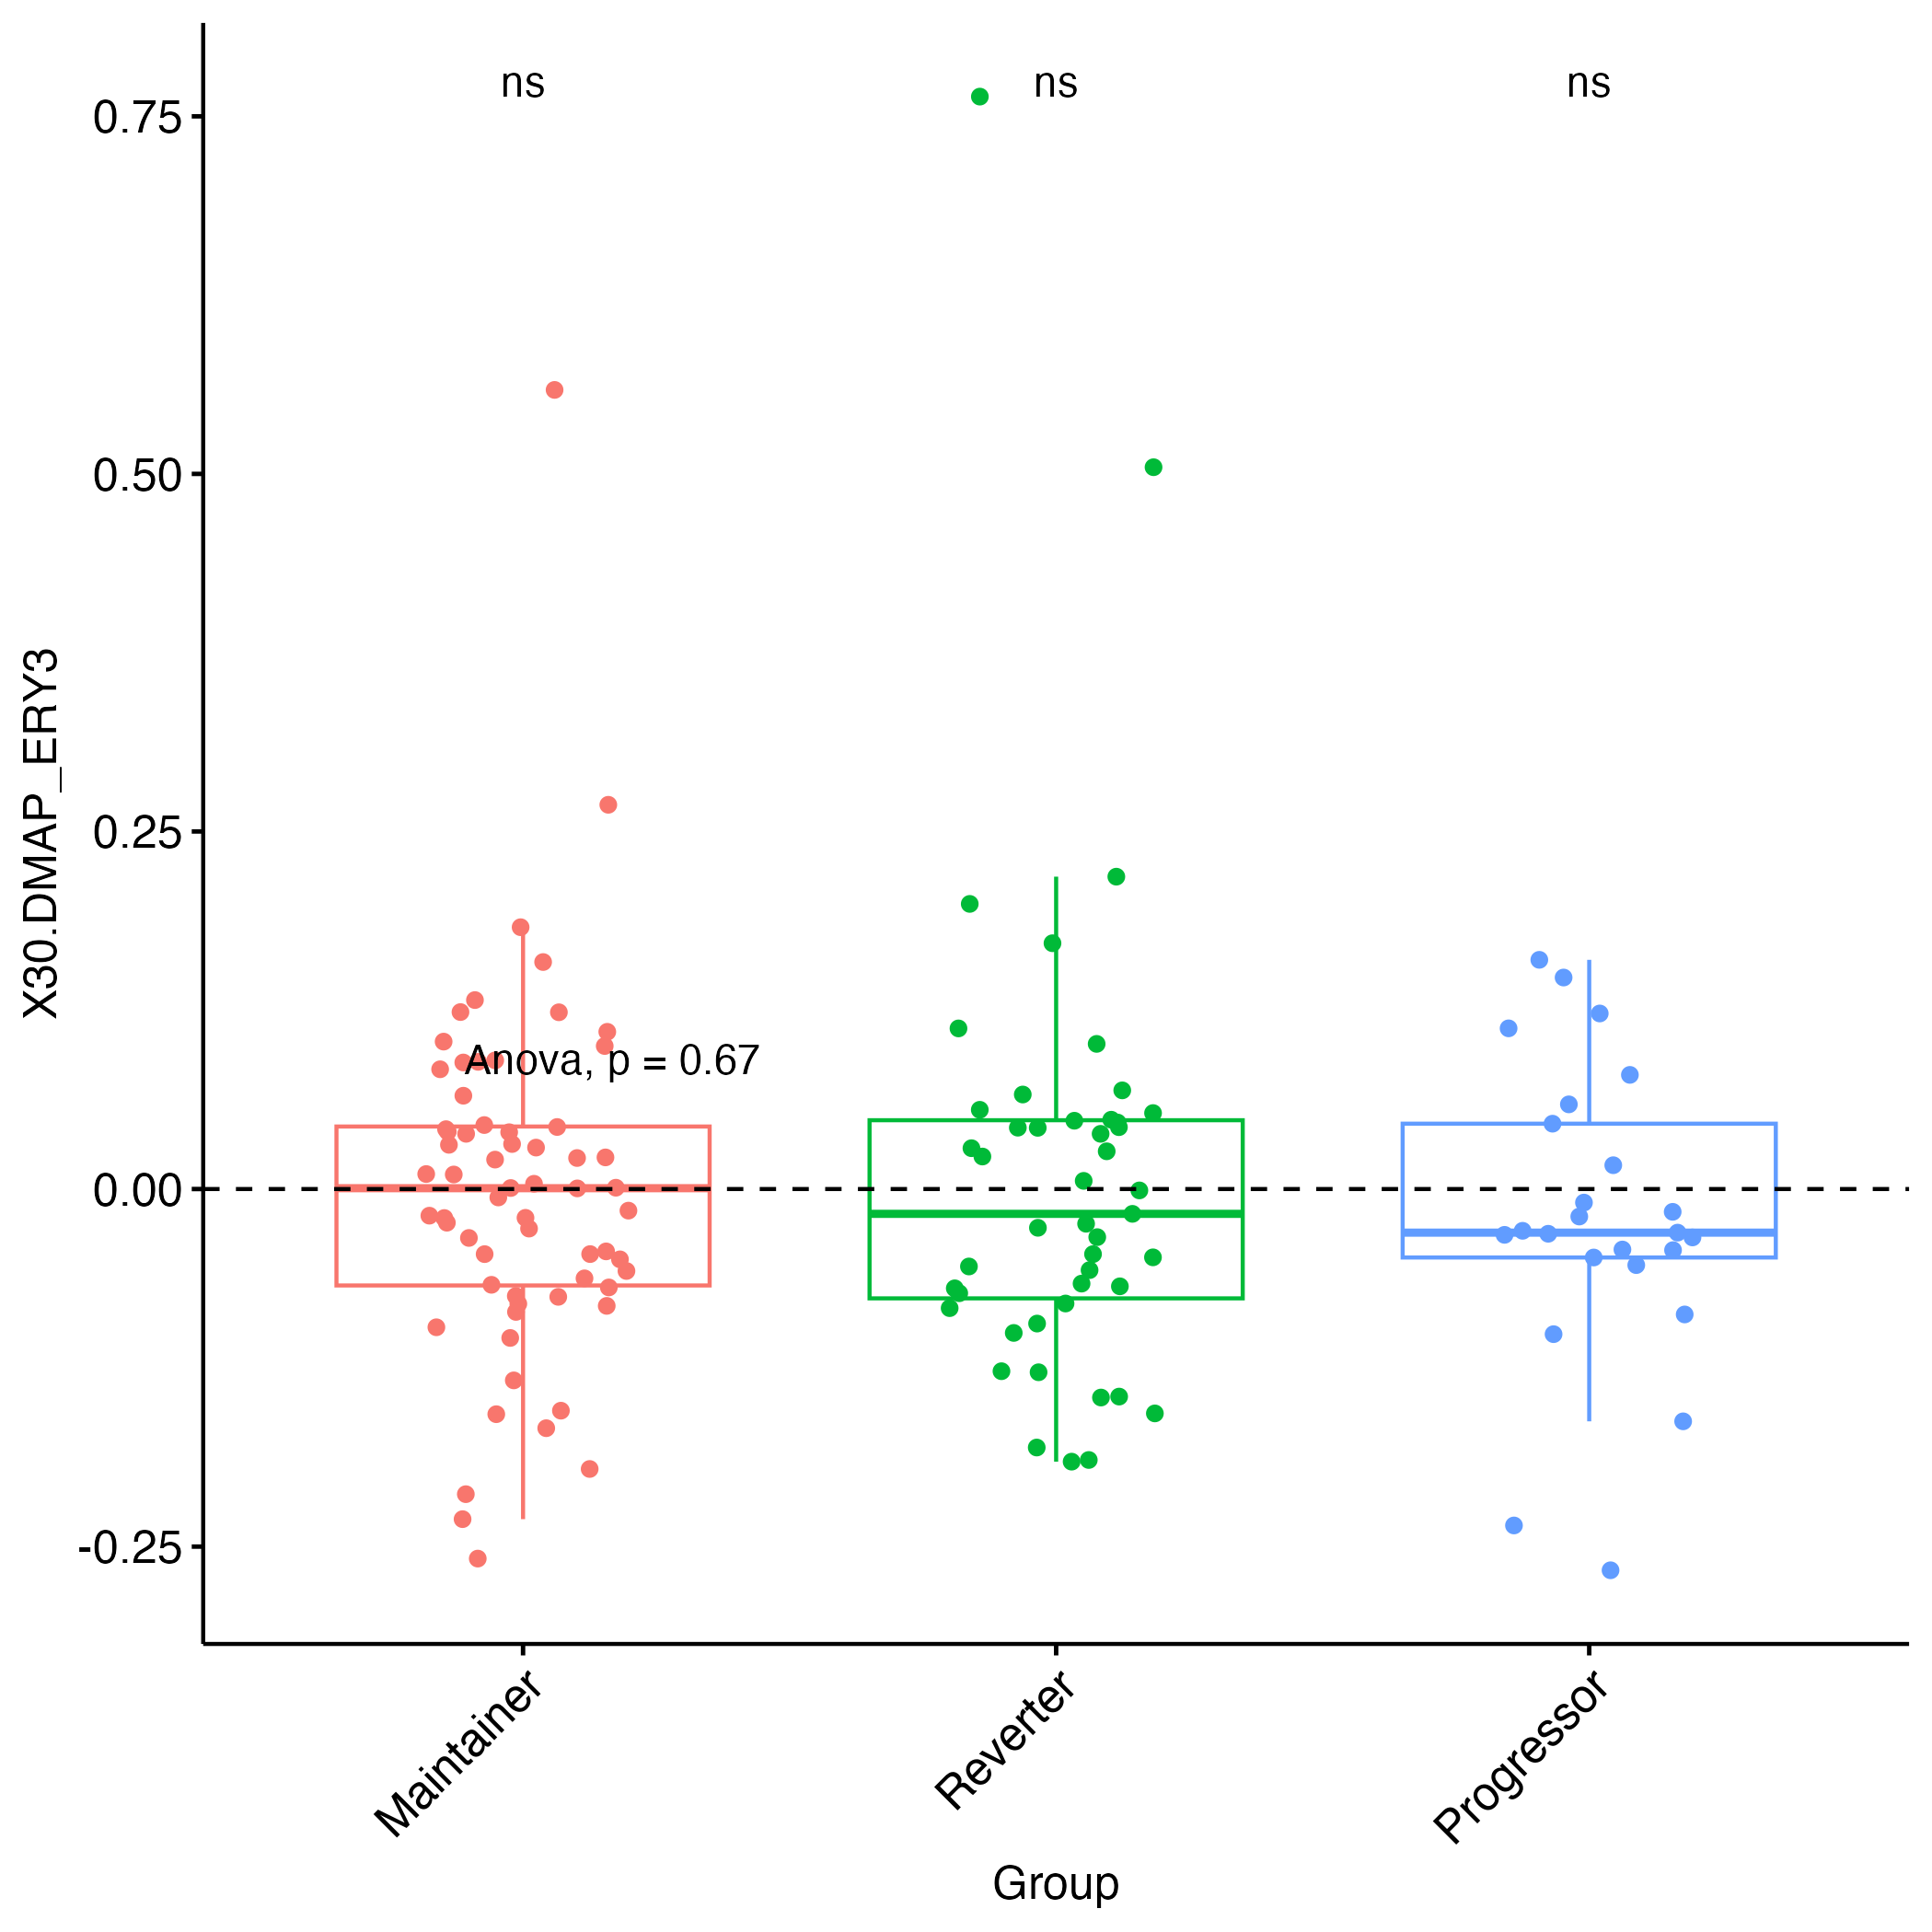 ns ns ns
0.75
0.50
0.25
0.00
-0.25
X30.DMAP_ERY3
Anova, p = 0.67
Maintainer Reverter Progressor
Group